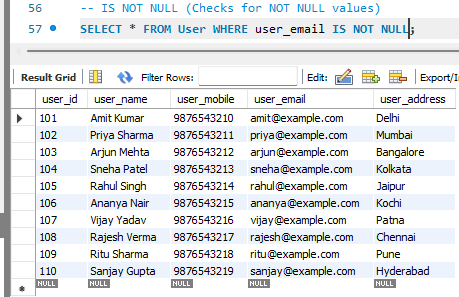 56 -- IS NOT NULL (Checks for NOT NULL values)
57 SELECT * FROM User WHERE user_email IS NOT NULL;
Result Grid Filter Rows: Edit: Export/I
user_id user_name user_mobile user_email user_address
101 Amit Kumar 9876543210 amit@example.com Delhi
102 Priya Sharma 9876543211 priya@example.com Mumbai
103 Arjun Mehta 9876543212 arjun@example.com Bangalore
104 Sneha Patel 9876543213 sneha@example.com Kolkata
105 Rahul Singh 9876543214 rahul@example.com Jaipur
106 Ananya Nair 9876543215 ananya@example.com Kochi
107 Vijay Yadav 9876543216 vijay@example.com Patna
108 Rajesh Verma 9876543217 rajesh@example.com Chennai
109 Ritu Sharma 9876543218 ritu@example.com Pune
110 Sanjay Gupta 9876543219 sanjay@example.com Hyderabad
NULL NULL NULL NULL NULL